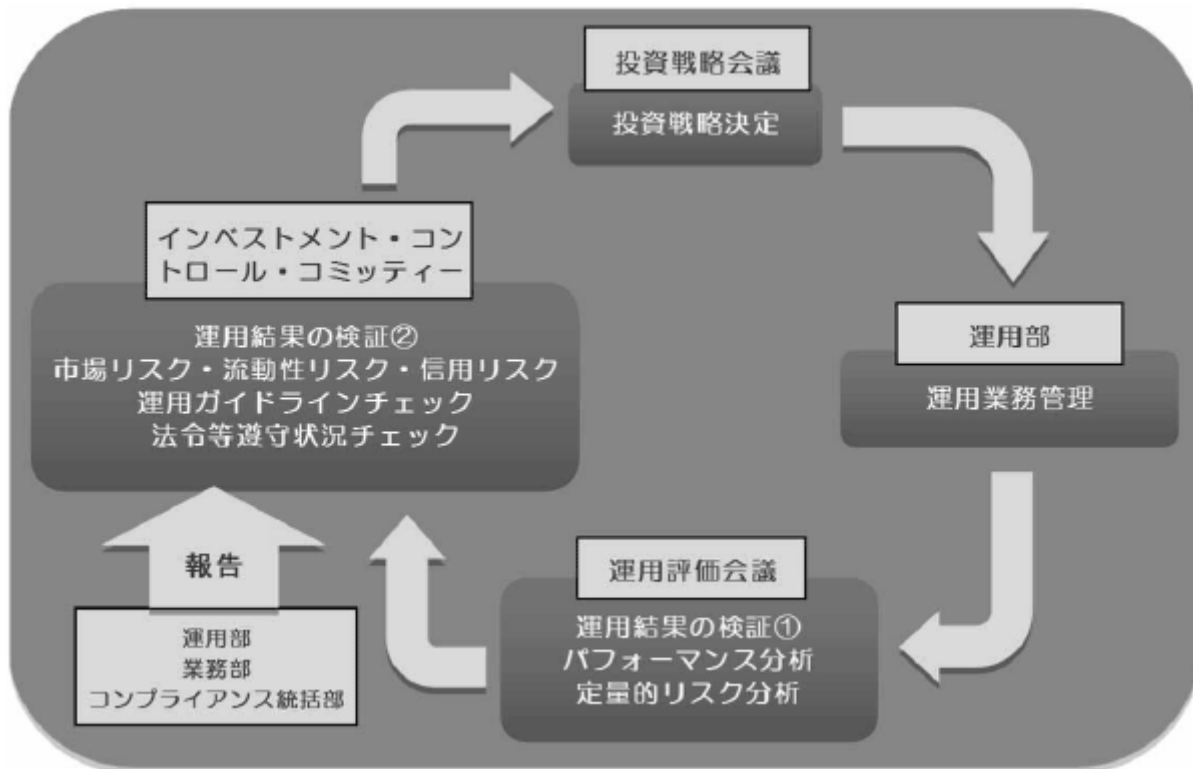 投資戦略会議
投資戦略決定
インベストメント・コン
トロール・コミッティー
運用結果の検証②
市場リスク・流動性リスク・信用リスク
運用ガイドラインチェック
法令等遵守状況チェック
運用部
運用業務管理
報告
運用部
業務部
コンプライアンス統括部
運用評価会議
運用結果の検証①
パフォーマンス分析
定量的リスク分析